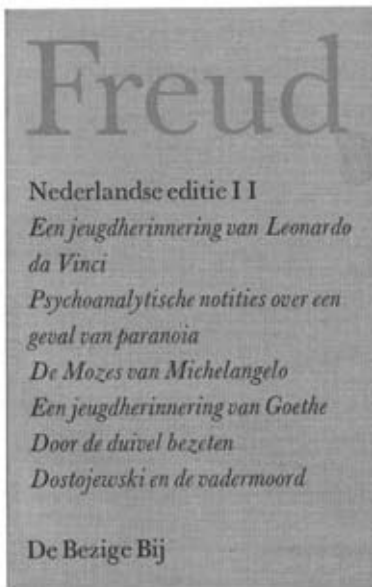 Freud
Nederlandse editie I I
Een jeugdherinnering van Leonardo
da Vinci
Psychoanalytische notities over een
geval van paranoia
De Mozes van Michelangelo
Een jeugdherinnering van Goethe
Door de duivel bezeten
Dostojewski en de vadermoord
De Bezige Bij